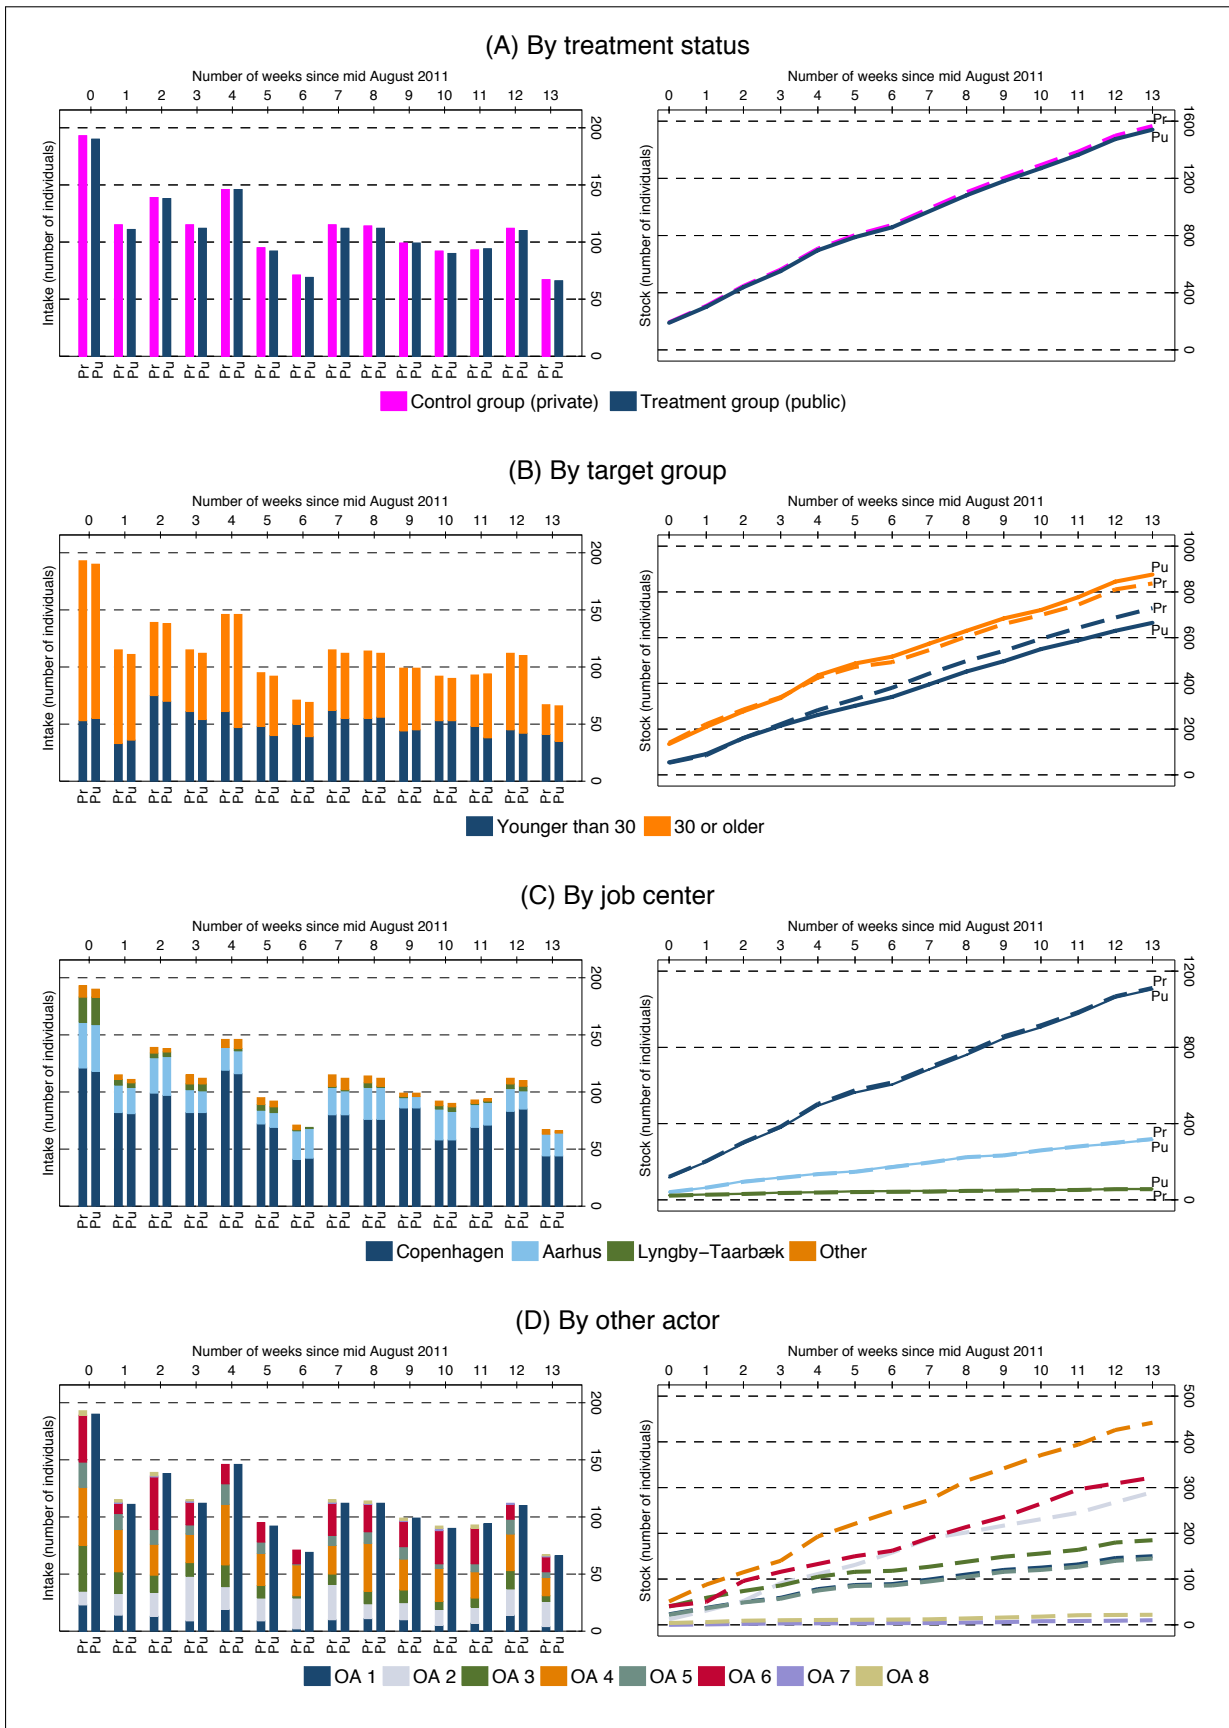 (A) By treatment status
Number of weeks since mid August 2011
0 1 2 3 4 5 6 7 8 9 10 11 12 13
Intake (number of individuals)
200
150
100
50
0
Pr Pu Pr Pu Pr Pu Pr Pu Pr Pu Pr Pu Pr Pu Pr Pu Pr Pu Pr Pu Pr Pu Pr Pu Pr Pu Pr Pu
Number of weeks since mid August 2011
0 1 2 3 4 5 6 7 8 9 10 11 12 13
Stock (number of individuals)
1600
1200
800
400
0
Pr
Pu
Control group (private) Treatment group (public)
(B) By target group
Number of weeks since mid August 2011
0 1 2 3 4 5 6 7 8 9 10 11 12 13
Intake (number of individuals)
200
150
100
50
0
Pr Pu Pr Pu Pr Pu Pr Pu Pr Pu Pr Pu Pr Pu Pr Pu Pr Pu Pr Pu Pr Pu Pr Pu Pr Pu Pr Pu
Number of weeks since mid August 2011
0 1 2 3 4 5 6 7 8 9 10 11 12 13
Stock (number of individuals)
1000
800
600
400
200
0
Pu
Pr
Pr
Pu
Younger than 30 30 or older
(C) By job center
Number of weeks since mid August 2011
0 1 2 3 4 5 6 7 8 9 10 11 12 13
Intake (number of individuals)
200
150
100
50
0
Pr Pu Pr Pu Pr Pu Pr Pu Pr Pu Pr Pu Pr Pu Pr Pu Pr Pu Pr Pu Pr Pu Pr Pu Pr Pu Pr Pu
Number of weeks since mid August 2011
0 1 2 3 4 5 6 7 8 9 10 11 12 13
Stock (number of individuals)
1200
800
400
0
Pr
Pu
Pr
Pu
Pu
Pr
Copenhagen Aarhus Lyngby−Taarbæk Other
(D) By other actor
Number of weeks since mid August 2011
0 1 2 3 4 5 6 7 8 9 10 11 12 13
Intake (number of individuals)
200
150
100
50
0
Pr Pu Pr Pu Pr Pu Pr Pu Pr Pu Pr Pu Pr Pu Pr Pu Pr Pu Pr Pu Pr Pu Pr Pu Pr Pu Pr Pu
Number of weeks since mid August 2011
0 1 2 3 4 5 6 7 8 9 10 11 12 13
Stock (number of individuals)
500
400
300
200
100
0
OA 1 OA 2 OA 3 OA 4 OA 5 OA 6 OA 7 OA 8